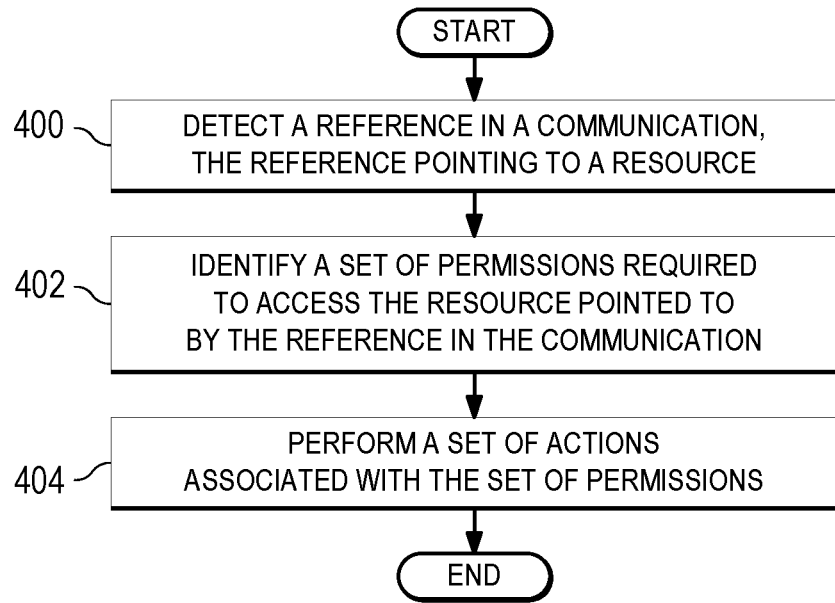 START
400
DETECT A REFERENCE IN A COMMUNICATION,
THE REFERENCE POINTING TO A RESOURCE
402
IDENTIFY A SET OF PERMISSIONS REQUIRED
TO ACCESS THE RESOURCE POINTED TO
BY THE REFERENCE IN THE COMMUNICATION
404
PERFORM A SET OF ACTIONS
ASSOCIATED WITH THE SET OF PERMISSIONS
END